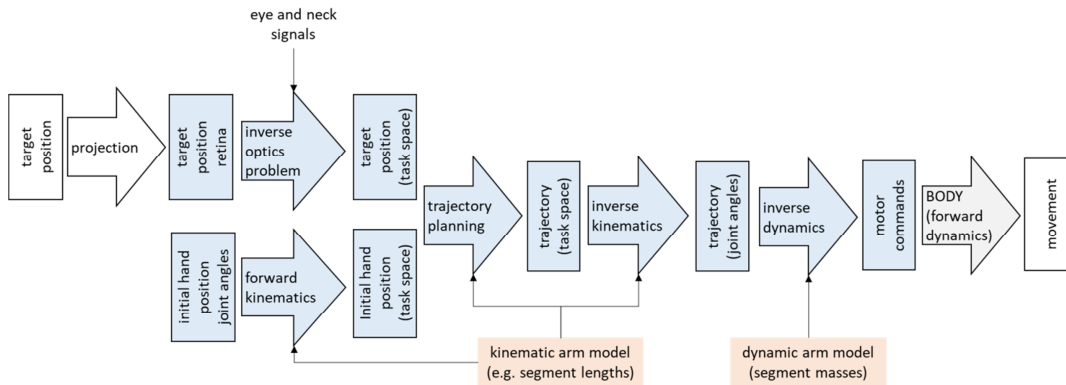 eye and neck
signals
target
position
projection
target
position
retina
inverse
optics
problem
target
position
(task space)
initial hand
position
joint angles
forward
kinematics
Initial hand
position
(task space)
trajectory
planning
trajectory
(task space)
inverse
kinematics
trajectory
(joint angles)
inverse
dynamics
motor
commands
BODY
(forward
dynamics)
movement
kinematic arm model
(e.g. segment lengths)
dynamic arm model
(segment masses)